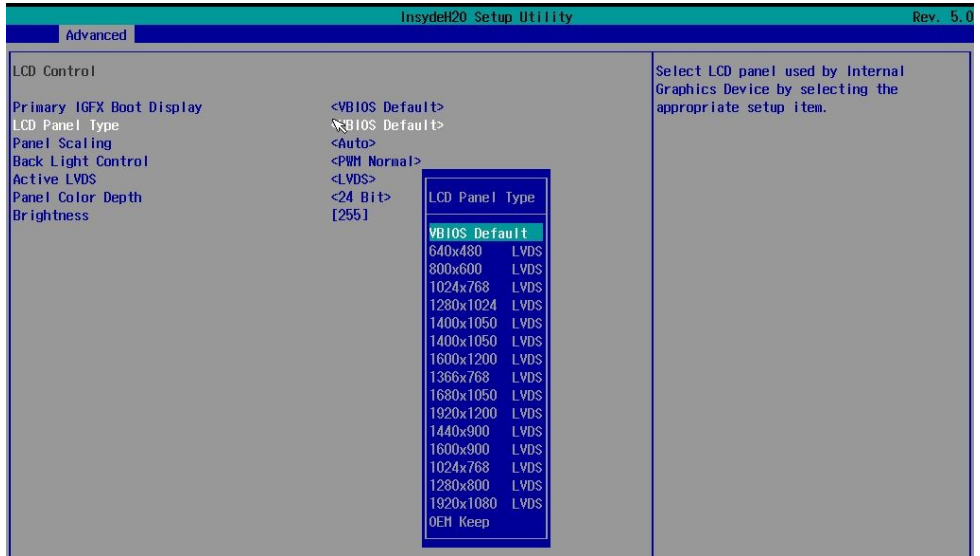 InsydeH20 Setup Utility Rev. 5.0
Advanced
LCD Control
Select LCD panel used by Internal
Graphics Device by selecting the
appropriate setup item.
Primary IGFX Boot Display <VBIOS Default>
LCD Panel Type <VBIOS Default>
Panel Scaling <Auto>
Back Light Control <PWM Normal>
Active LVDS <LVDS>
Panel Color Depth <24 Bit>
Brightness [255]
LCD Panel Type
VBIOS Default
640x480 LVDS
800x600 LVDS
1024x768 LVDS
1280x1024 LVDS
1400x1050 LVDS
1400x1050 LVDS
1600x1200 LVDS
1366x768 LVDS
1680x1050 LVDS
1920x1200 LVDS
1440x900 LVDS
1600x900 LVDS
1024x768 LVDS
1280x800 LVDS
1920x1080 LVDS
OEM Keep